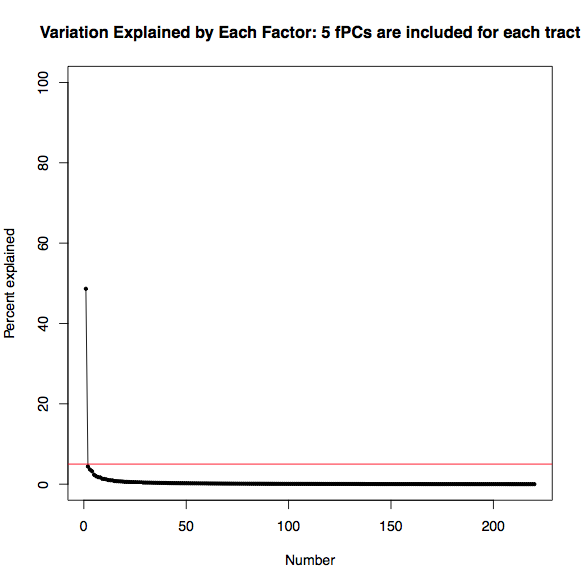 Variation Explained by Each Factor: 5 fPCs are included for each tract
100
80
60
40
20
0
Percent explained
0 50 100 150 200
Number